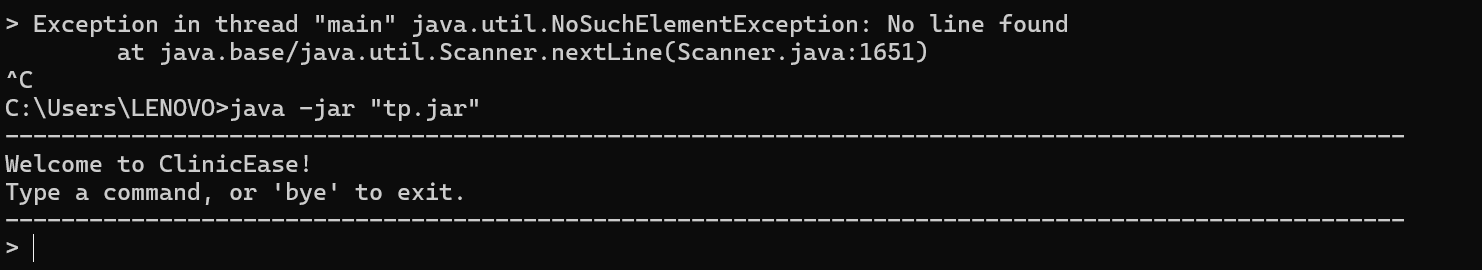 > Exception in thread "main" java.util.NoSuchElementException: No line found
        at java.base/java.util.Scanner.nextLine(Scanner.java:1651)
^C
C:\Users\LENOVO>java -jar "tp.jar"
----------------------------------------------------------------------------------------------------
Welcome to ClinicEase!
Type a command, or 'bye' to exit.
----------------------------------------------------------------------------------------------------
>